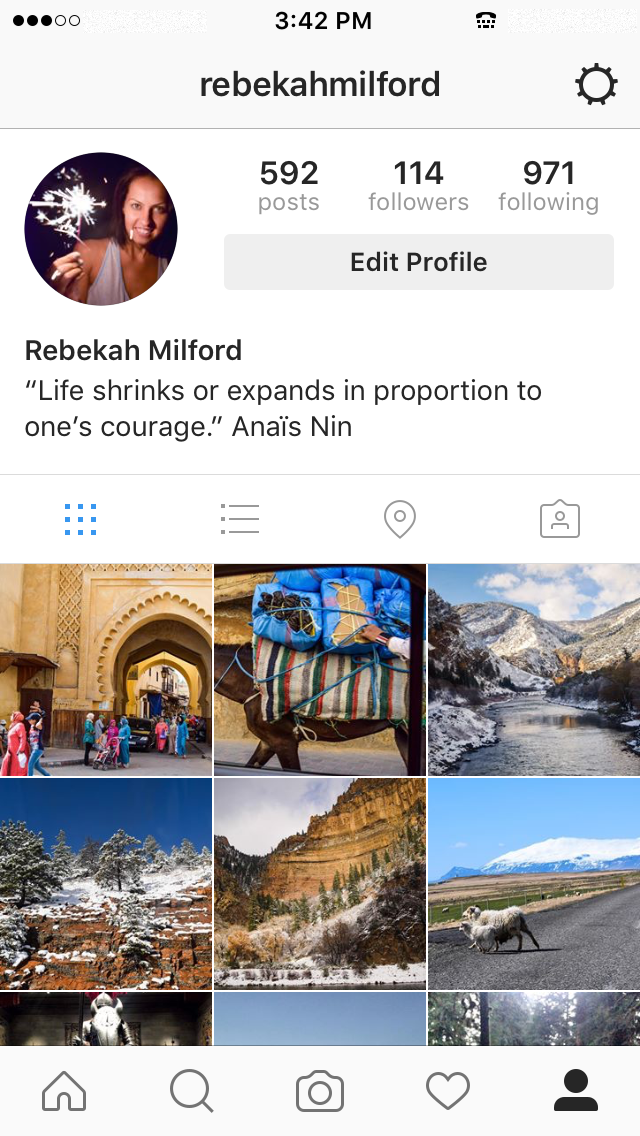 3:42 PM
rebekahmilford
592 114 971
posts followers following
Edit Profile
Rebekah Milford
“Life shrinks or expands in proportion to
one’s courage.” Anaïs Nin